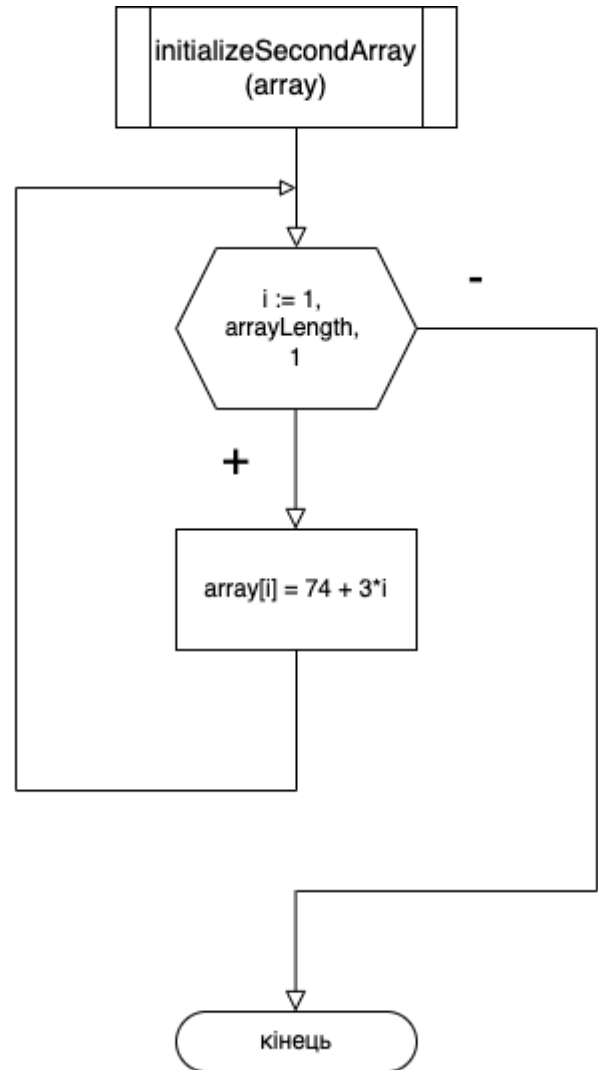 initializeSecondArray
(array)
-
i := 1,
arrayLength,
1
+
array[i] = 74 + 3*i
кінець